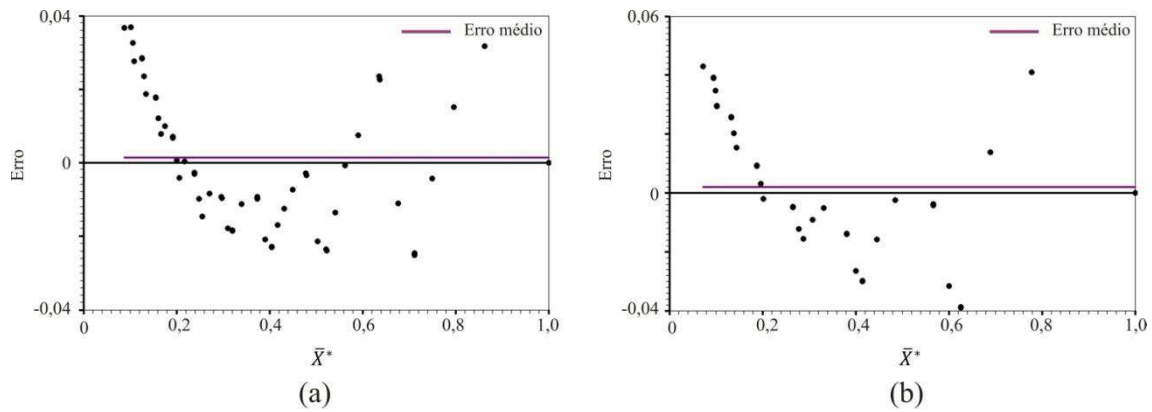 0,04
Erro médio
Erro
0
-0,04
0 0,2 0,4 0,6 0,8 1,0
X̄*
(a)
0,06
Erro médio
Erro
0
-0,04
0 0,2 0,4 0,6 0,8 1,0
X̄*
(b)